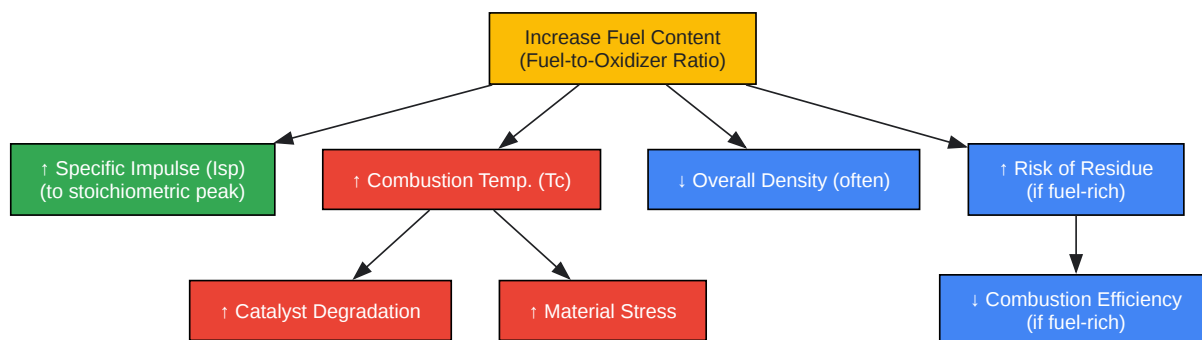 Increase Fuel Content
(Fuel-to-Oxidizer Ratio)
↑ Specific Impulse (Isp)
(to stoichiometric peak)
↑ Combustion Temp. (Tc)
↓ Overall Density (often)
↑ Risk of Residue
(if fuel-rich)
↑ Catalyst Degradation
↑ Material Stress
↓ Combustion Efficiency
(if fuel-rich)